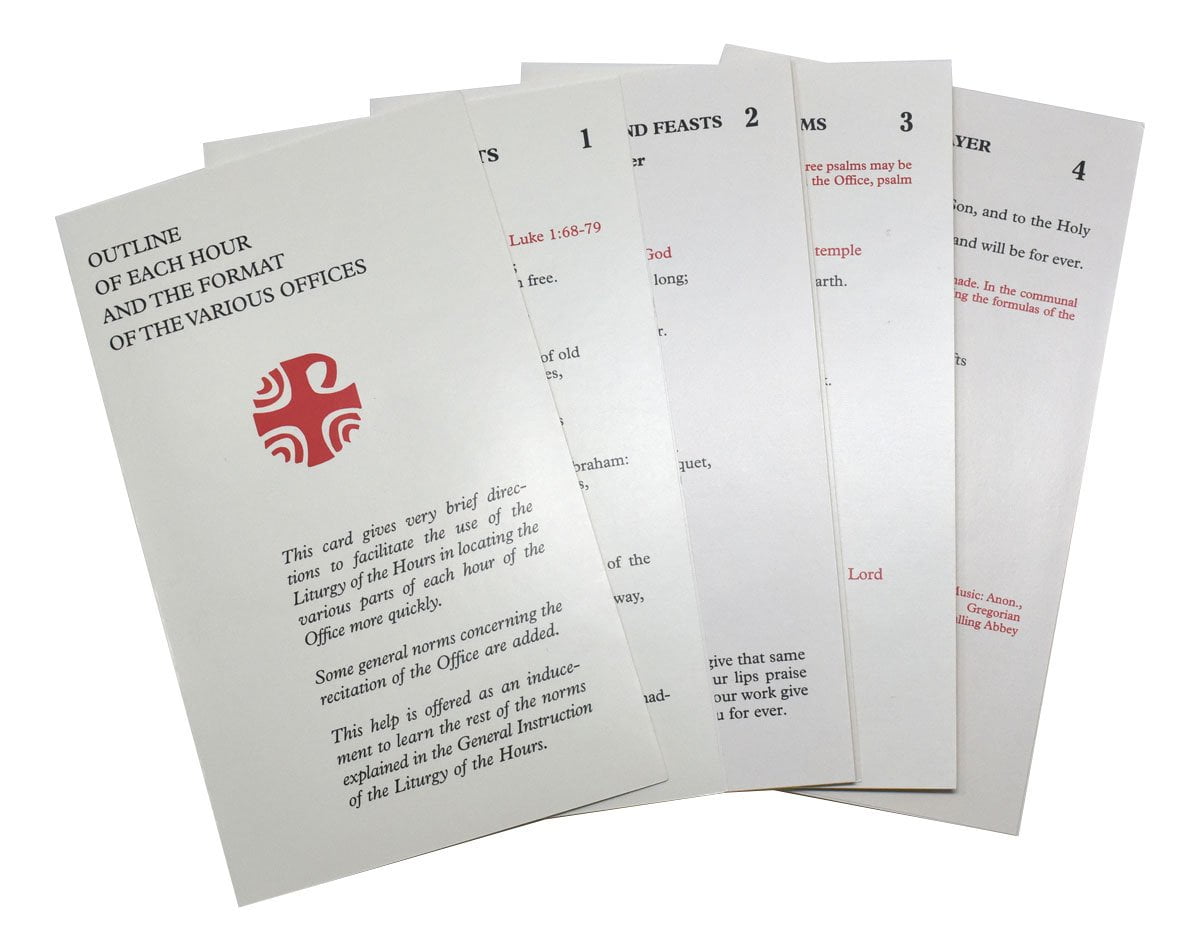 OUTLINE
OF EACH HOUR
AND THE FORMAT
OF THE VARIOUS OFFICES
This card gives very brief direc-
tions to facilitate the use of the
Liturgy of the Hours in locating the
various parts of each hour of the
Office more quickly.
Some general norms concerning the
recitation of the Office are added.
This help is offered as an induce-
ment to learn the rest of the norms
explained in the General Instruction
of the Liturgy of the Hours.
TS 1
Luke 1:68-79
free.
of old
es,
braham:
s,
of the
way,
had-
ND FEASTS 2
er
God
long;
r.
quet,
give that same
ur lips praise
our work give
u for ever.
MS 3
ree psalms may be
the Office, psalm
temple
arth.
Lord
AYER 4
Son, and to the Holy
and will be for ever.
made. In the communal
ng the formulas of the
fts
Music: Anon.,
Gregorian
lling Abbey